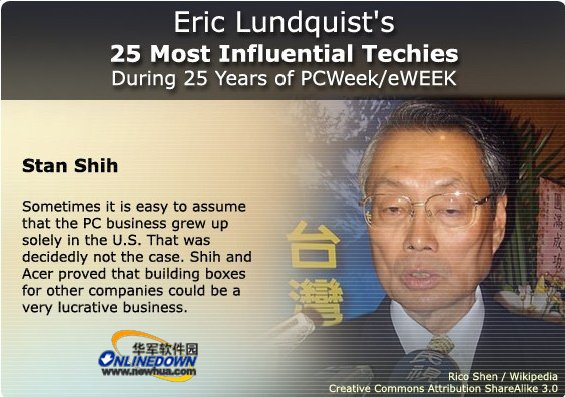 Eric Lundquist's
25 Most Influential Techies
During 25 Years of PCWeek/eWEEK
Stan Shih
Sometimes it is easy to assume
that the PC business grew up
solely in the U.S. That was
decidedly not the case. Shih and
Acer proved that building boxes
for other companies could be a
very lucrative business.
台
灣
华军软件园
ONLINEDOWN
www.newhua.com
Rico Shen / Wikipedia
Creative Commons Attribution ShareAlike 3.0